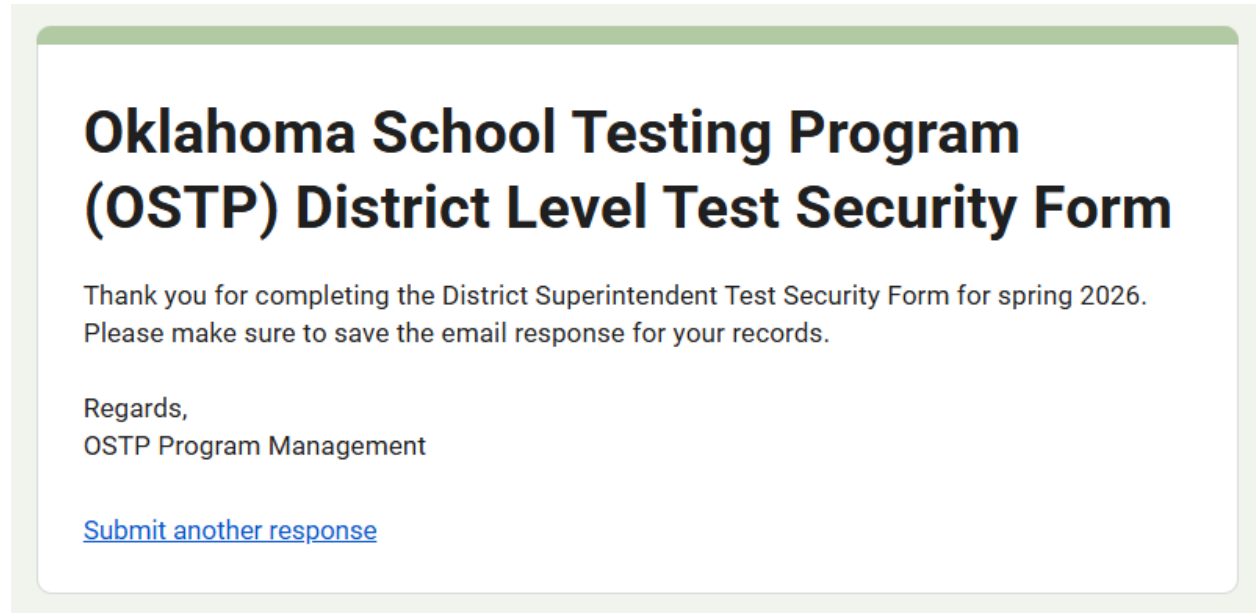 Oklahoma School Testing Program
(OSTP) District Level Test Security Form
Thank you for completing the District Superintendent Test Security Form for spring 2026.
Please make sure to save the email response for your records.
Regards,
OSTP Program Management
Submit another response